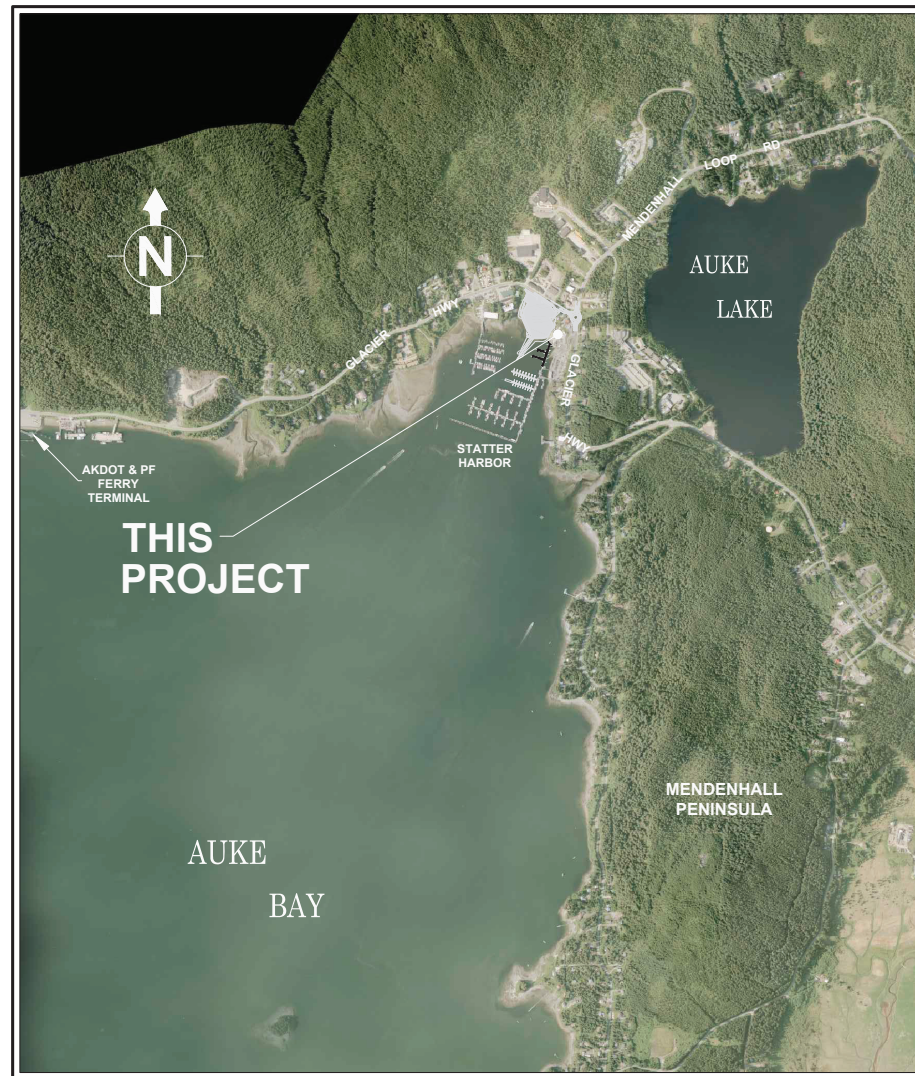 MENDENHALL LOOP RD
N
AUKE
LAKE
GLACIER HWY
GLACIER HWY
STATTER
HARBOR
AKDOT & PF
FERRY
TERMINAL
THIS
PROJECT
MENDENHALL
PENINSULA
AUKE
BAY